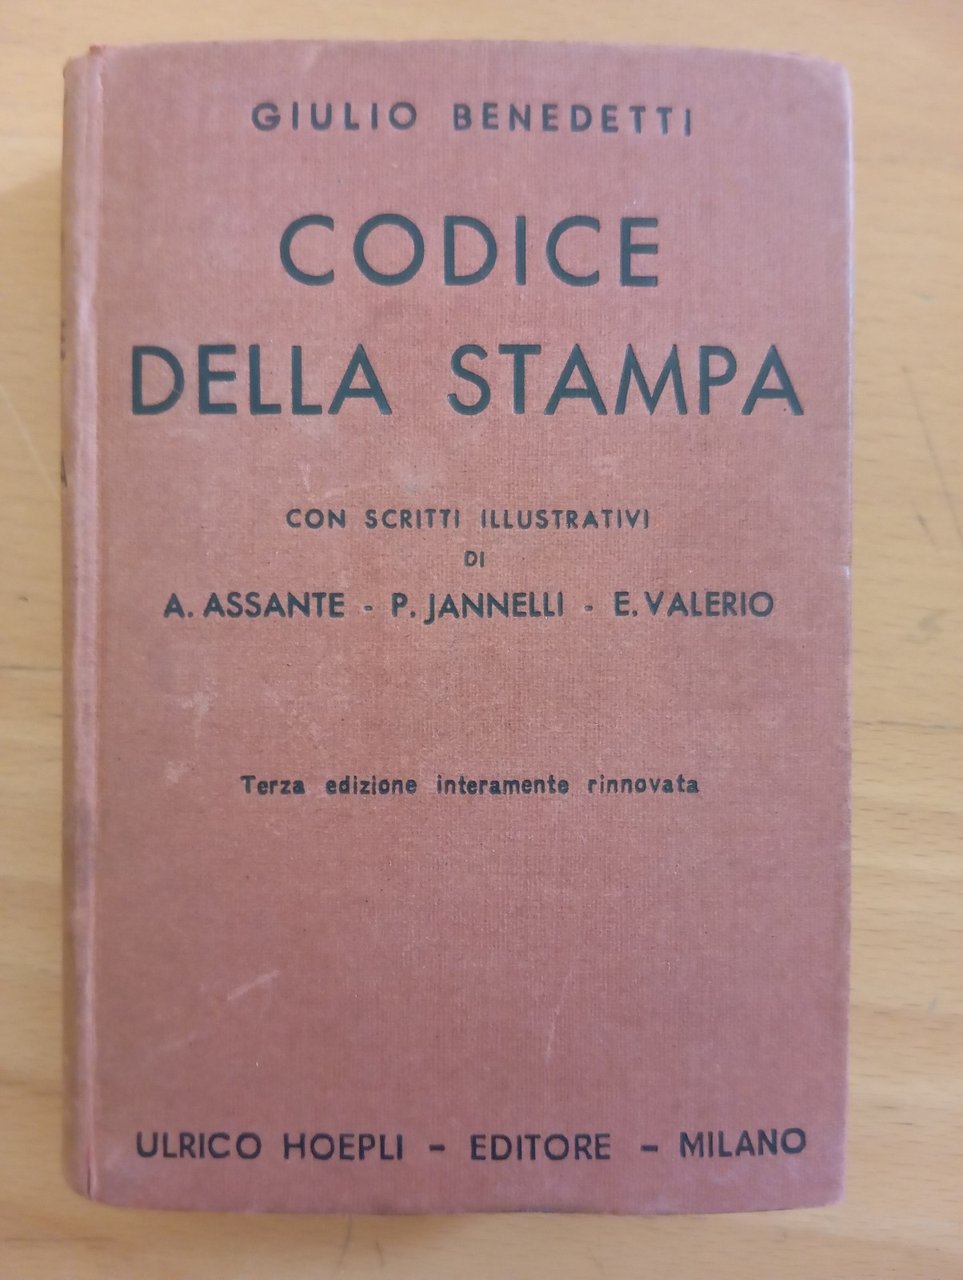 GIULIO BENEDETTI
CODICE
DELLA STAMPA
CON SCRITTI ILLUSTRATIVI
DI
A. ASSANTE - P. JANNELLI - E. VALERIO
Terza edizione interamente rinnovata
ULRICO HOEPLI - EDITORE - MILANO